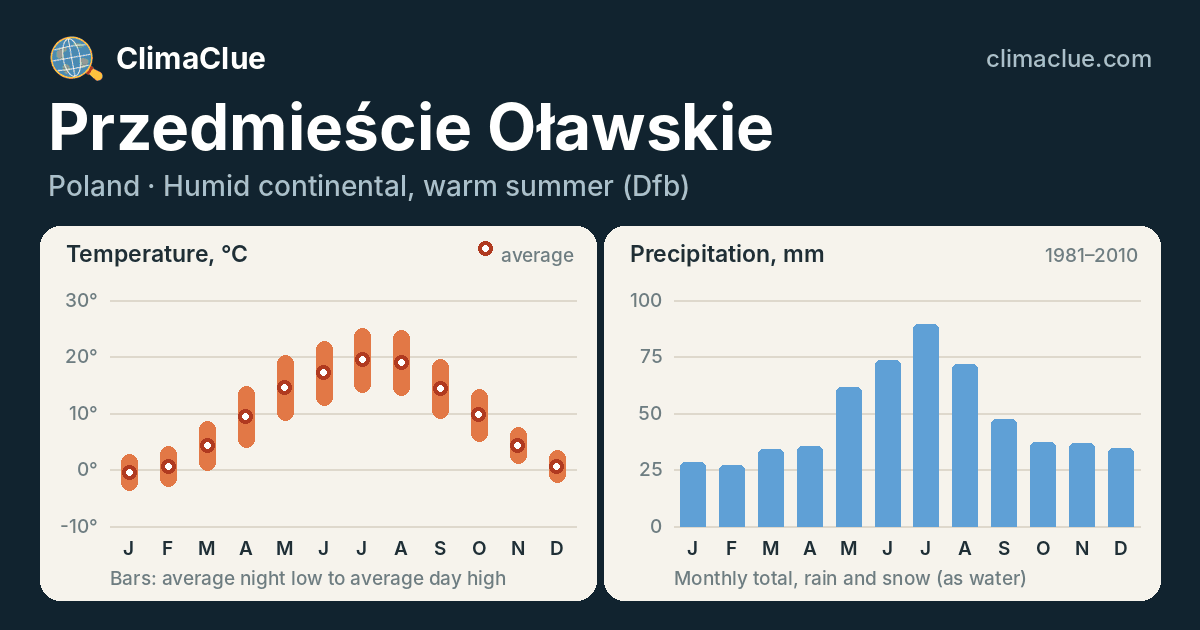 ClimaClue
climaclue.com
Przedmieście Oławskie
Poland · Humid continental, warm summer (Dfb)
Temperature, °C
average
30°
20°
10°
0°
-10°
J F M A M J J A S O N D
Bars: average night low to average day high
Precipitation, mm
1981–2010
100
75
50
25
0
J F M A M J J A S O N D
Monthly total, rain and snow (as water)